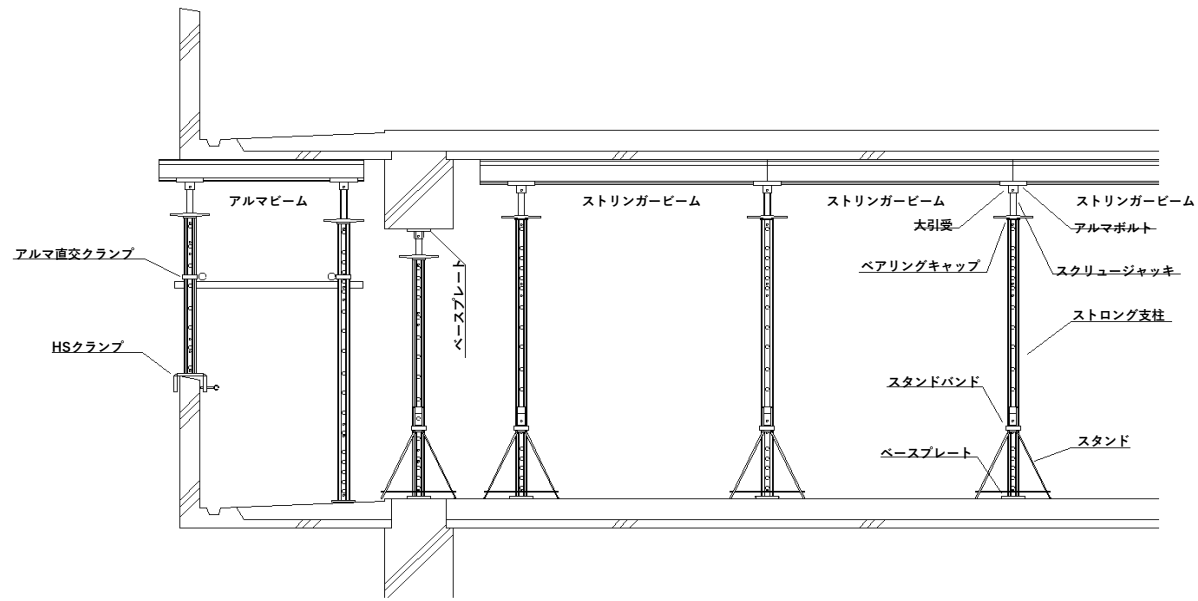 アルマビーム
ストリンガービーム
ストリンガービーム
ストリンガービーム
大引受
アルマボルト
アルマ直交クランプ
ベアリングキャップ
スクリュージャッキ
ベースプレート
ストロング支柱
HSクランプ
スタンドバンド
スタンド
ベースプレート